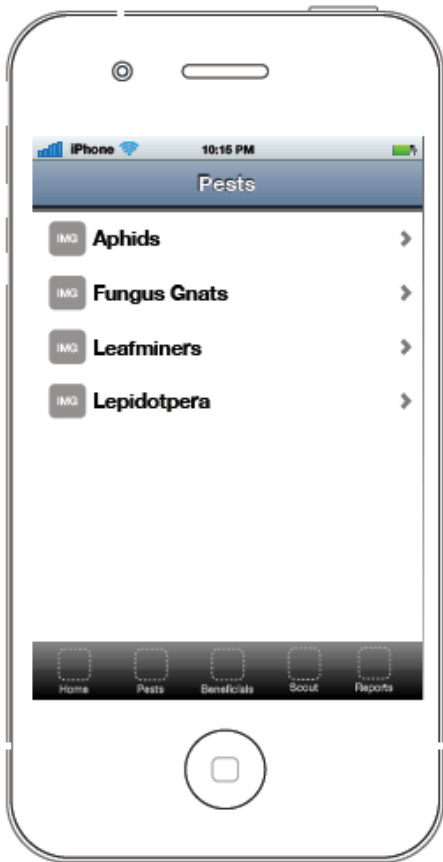 iPhone 10:15 PM
Pests
IMG Aphids
IMG Fungus Gnats
IMG Leafminers
IMG Lepidotpera
Home Pests Beneficials Scout Reports